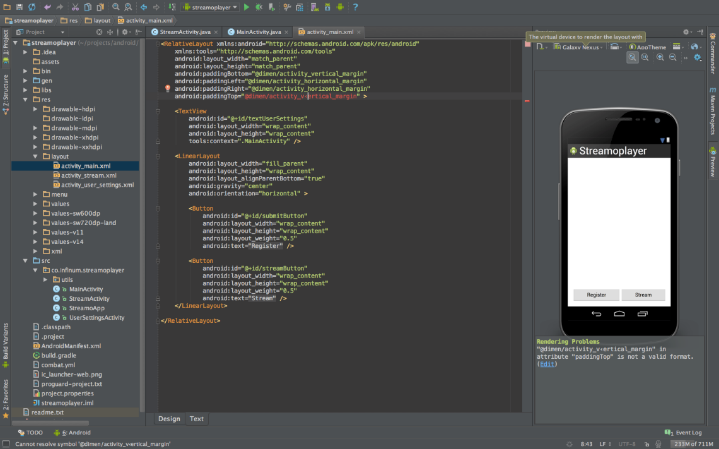 streamoplayer
streamoplayer res layout activity_main.xml
Project
StreamActivity.java MainActivity.java activity_main.xml
The virtual device to render the layout with
Galaxy Nexus AppTheme
streamoplayer (~/projects/android/
.idea
assets
bin
gen
libs
res
drawable-hdpi
drawable-ldpi
drawable-mdpi
drawable-xhdpi
layout
activity_main.xml
activity_stream.xml
activity_user_settings.xml
menu
values
values-sw600dp
values-sw720dp-land
values-v11
values-v14
xml
src
co.infinum.streamoplayer
utils
MainActivity
StreamActivity
StreamoApp
UserSettingsActivity
.classpath
.project
AndroidManifest.xml
build.gradle
combat.yml
ic_launcher-web.png
proguard-project.txt
project.properties
streamoplayer.iml
readme.txt
<RelativeLayout xmlns:android="http://schemas.android.com/apk/res/android"
xmlns:tools="http://schemas.android.com/tools"
android:layout_width="match_parent"
android:layout_height="match_parent"
android:paddingBottom="@dimen/activity_vertical_margin"
android:paddingLeft="@dimen/activity_horizontal_margin"
android:paddingRight="@dimen/activity_horizontal_margin"
android:paddingTop="@dimen/activity_v+ertical_margin" >
<TextView
android:id="@+id/textUserSettings"
android:layout_width="wrap_content"
android:layout_height="wrap_content"
tools:context=".MainActivity" />
<LinearLayout
android:layout_width="fill_parent"
android:layout_height="wrap_content"
android:layout_alignParentBottom="true"
android:gravity="center"
android:orientation="horizontal" >
<Button
android:id="@+id/submitButton"
android:layout_width="wrap_content"
android:layout_height="wrap_content"
android:layout_weight="0.5"
android:text="Register" />
<Button
android:id="@+id/streamButton"
android:layout_width="wrap_content"
android:layout_height="wrap_content"
android:layout_weight="0.5"
android:text="Stream" />
</LinearLayout>
</RelativeLayout>
Design Text
Streamoplayer
Register Stream
Rendering Problems
"@dimen/activity_v+ertical_margin" in
attribute "paddingTop" is not a valid format.
(Edit)
1: Project
Z: Structure
Build Variants
2: Favorites
Commander
Maven Projects
Preview
TODO 6: Android Event Log
Cannot resolve symbol '@dimen/activity_v+ertical_margin' 8:43 UTF-8 233M of 711M